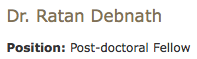 Dr. Ratan Debnath
Position: Post-doctoral Fellow